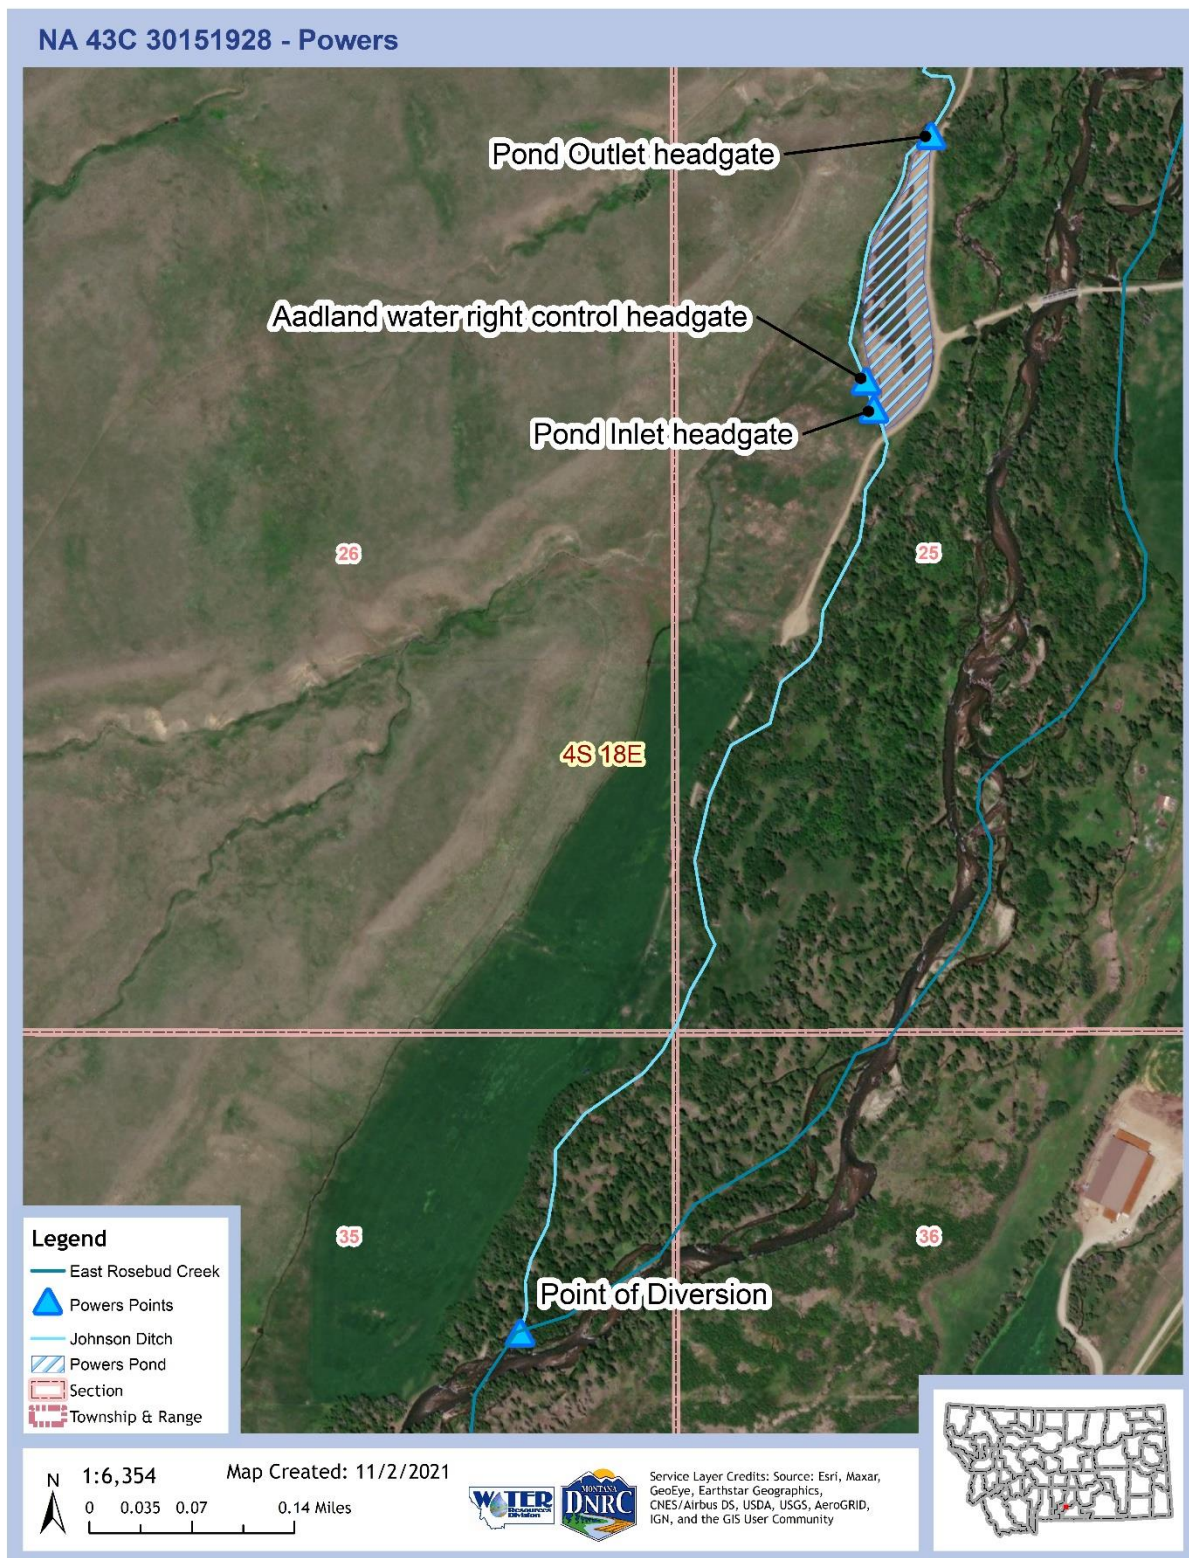 NA 43C 30151928 - Powers
Pond Outlet headgate
Aadland water right control headgate
Pond Inlet headgate
26
25
4S 18E
35
36
Point of Diversion
Legend
East Rosebud Creek
Powers Points
Johnson Ditch
Powers Pond
Section
Township & Range
N
1:6,354
Map Created: 11/2/2021
0 0.035 0.07 0.14 Miles
WATER
Resources
Division
MONTANA
DNRC
Service Layer Credits: Source: Esri, Maxar,
GeoEye, Earthstar Geographics,
CNES/Airbus DS, USDA, USGS, AeroGRID,
IGN, and the GIS User Community